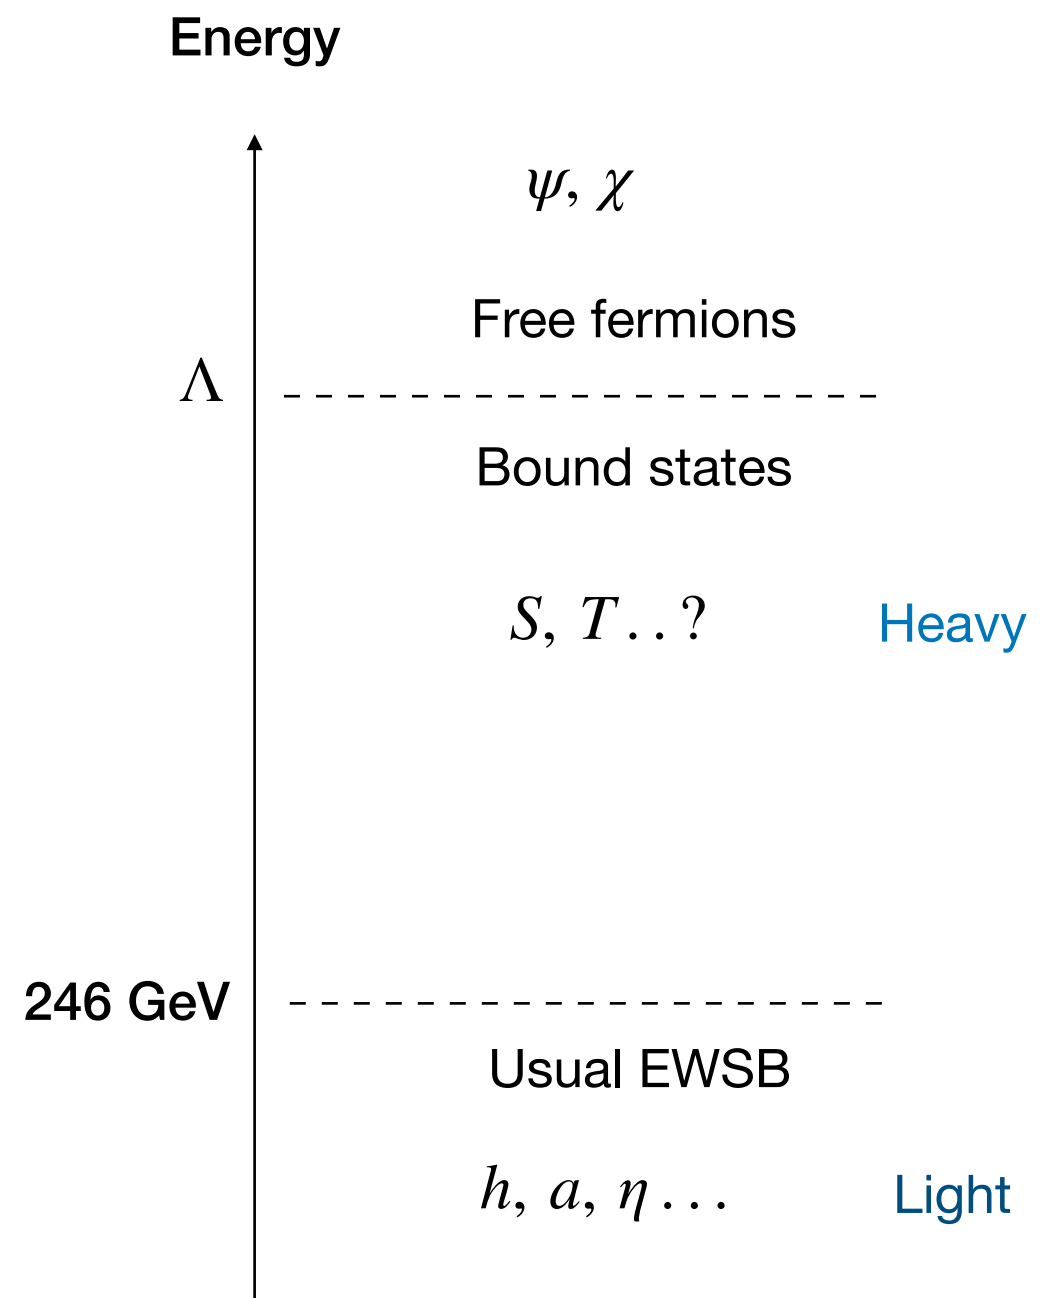 Energy
ψ, χ
Free fermions
Λ
Bound states
S, T . . ?
Heavy
246 GeV
Usual EWSB
h, a, η . . .
Light